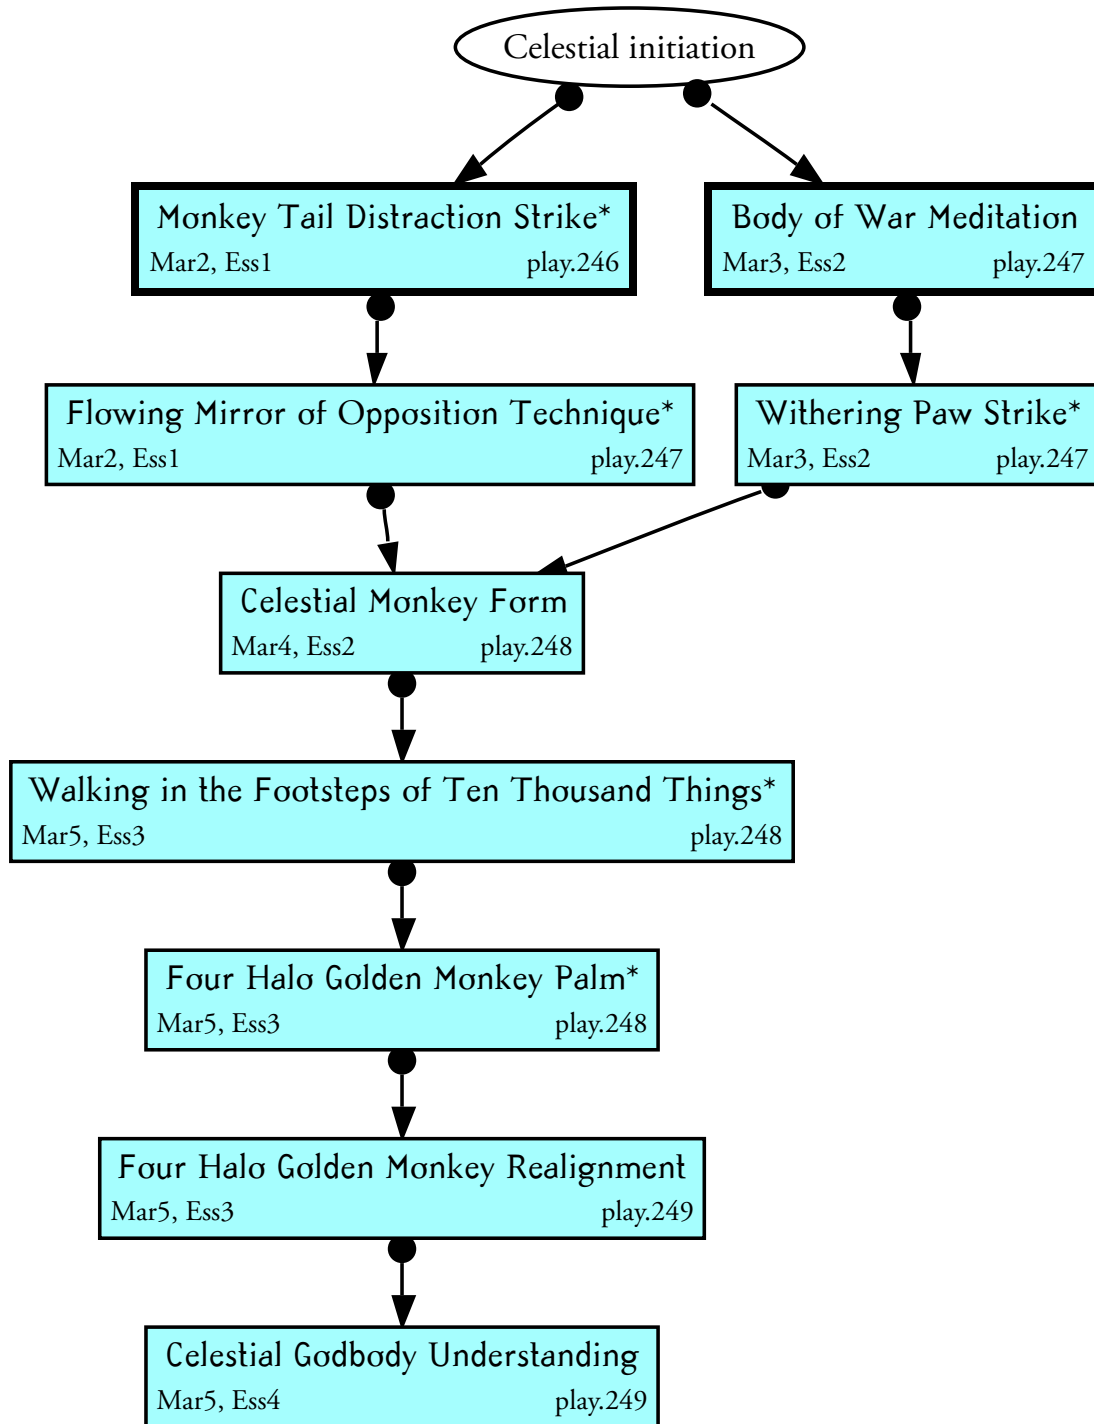 Celestial initiation
Monkey Tail Distraction Strike*
Mar2, Ess1 play.246
Body of War Meditation
Mar3, Ess2 play.247
Flowing Mirror of Opposition Technique*
Mar2, Ess1 play.247
Withering Paw Strike*
Mar3, Ess2 play.247
Celestial Monkey Form
Mar4, Ess2 play.248
Walking in the Footsteps of Ten Thousand Things*
Mar5, Ess3 play.248
Four Halo Golden Monkey Palm*
Mar5, Ess3 play.248
Four Halo Golden Monkey Realignment
Mar5, Ess3 play.249
Celestial Godbody Understanding
Mar5, Ess4 play.249